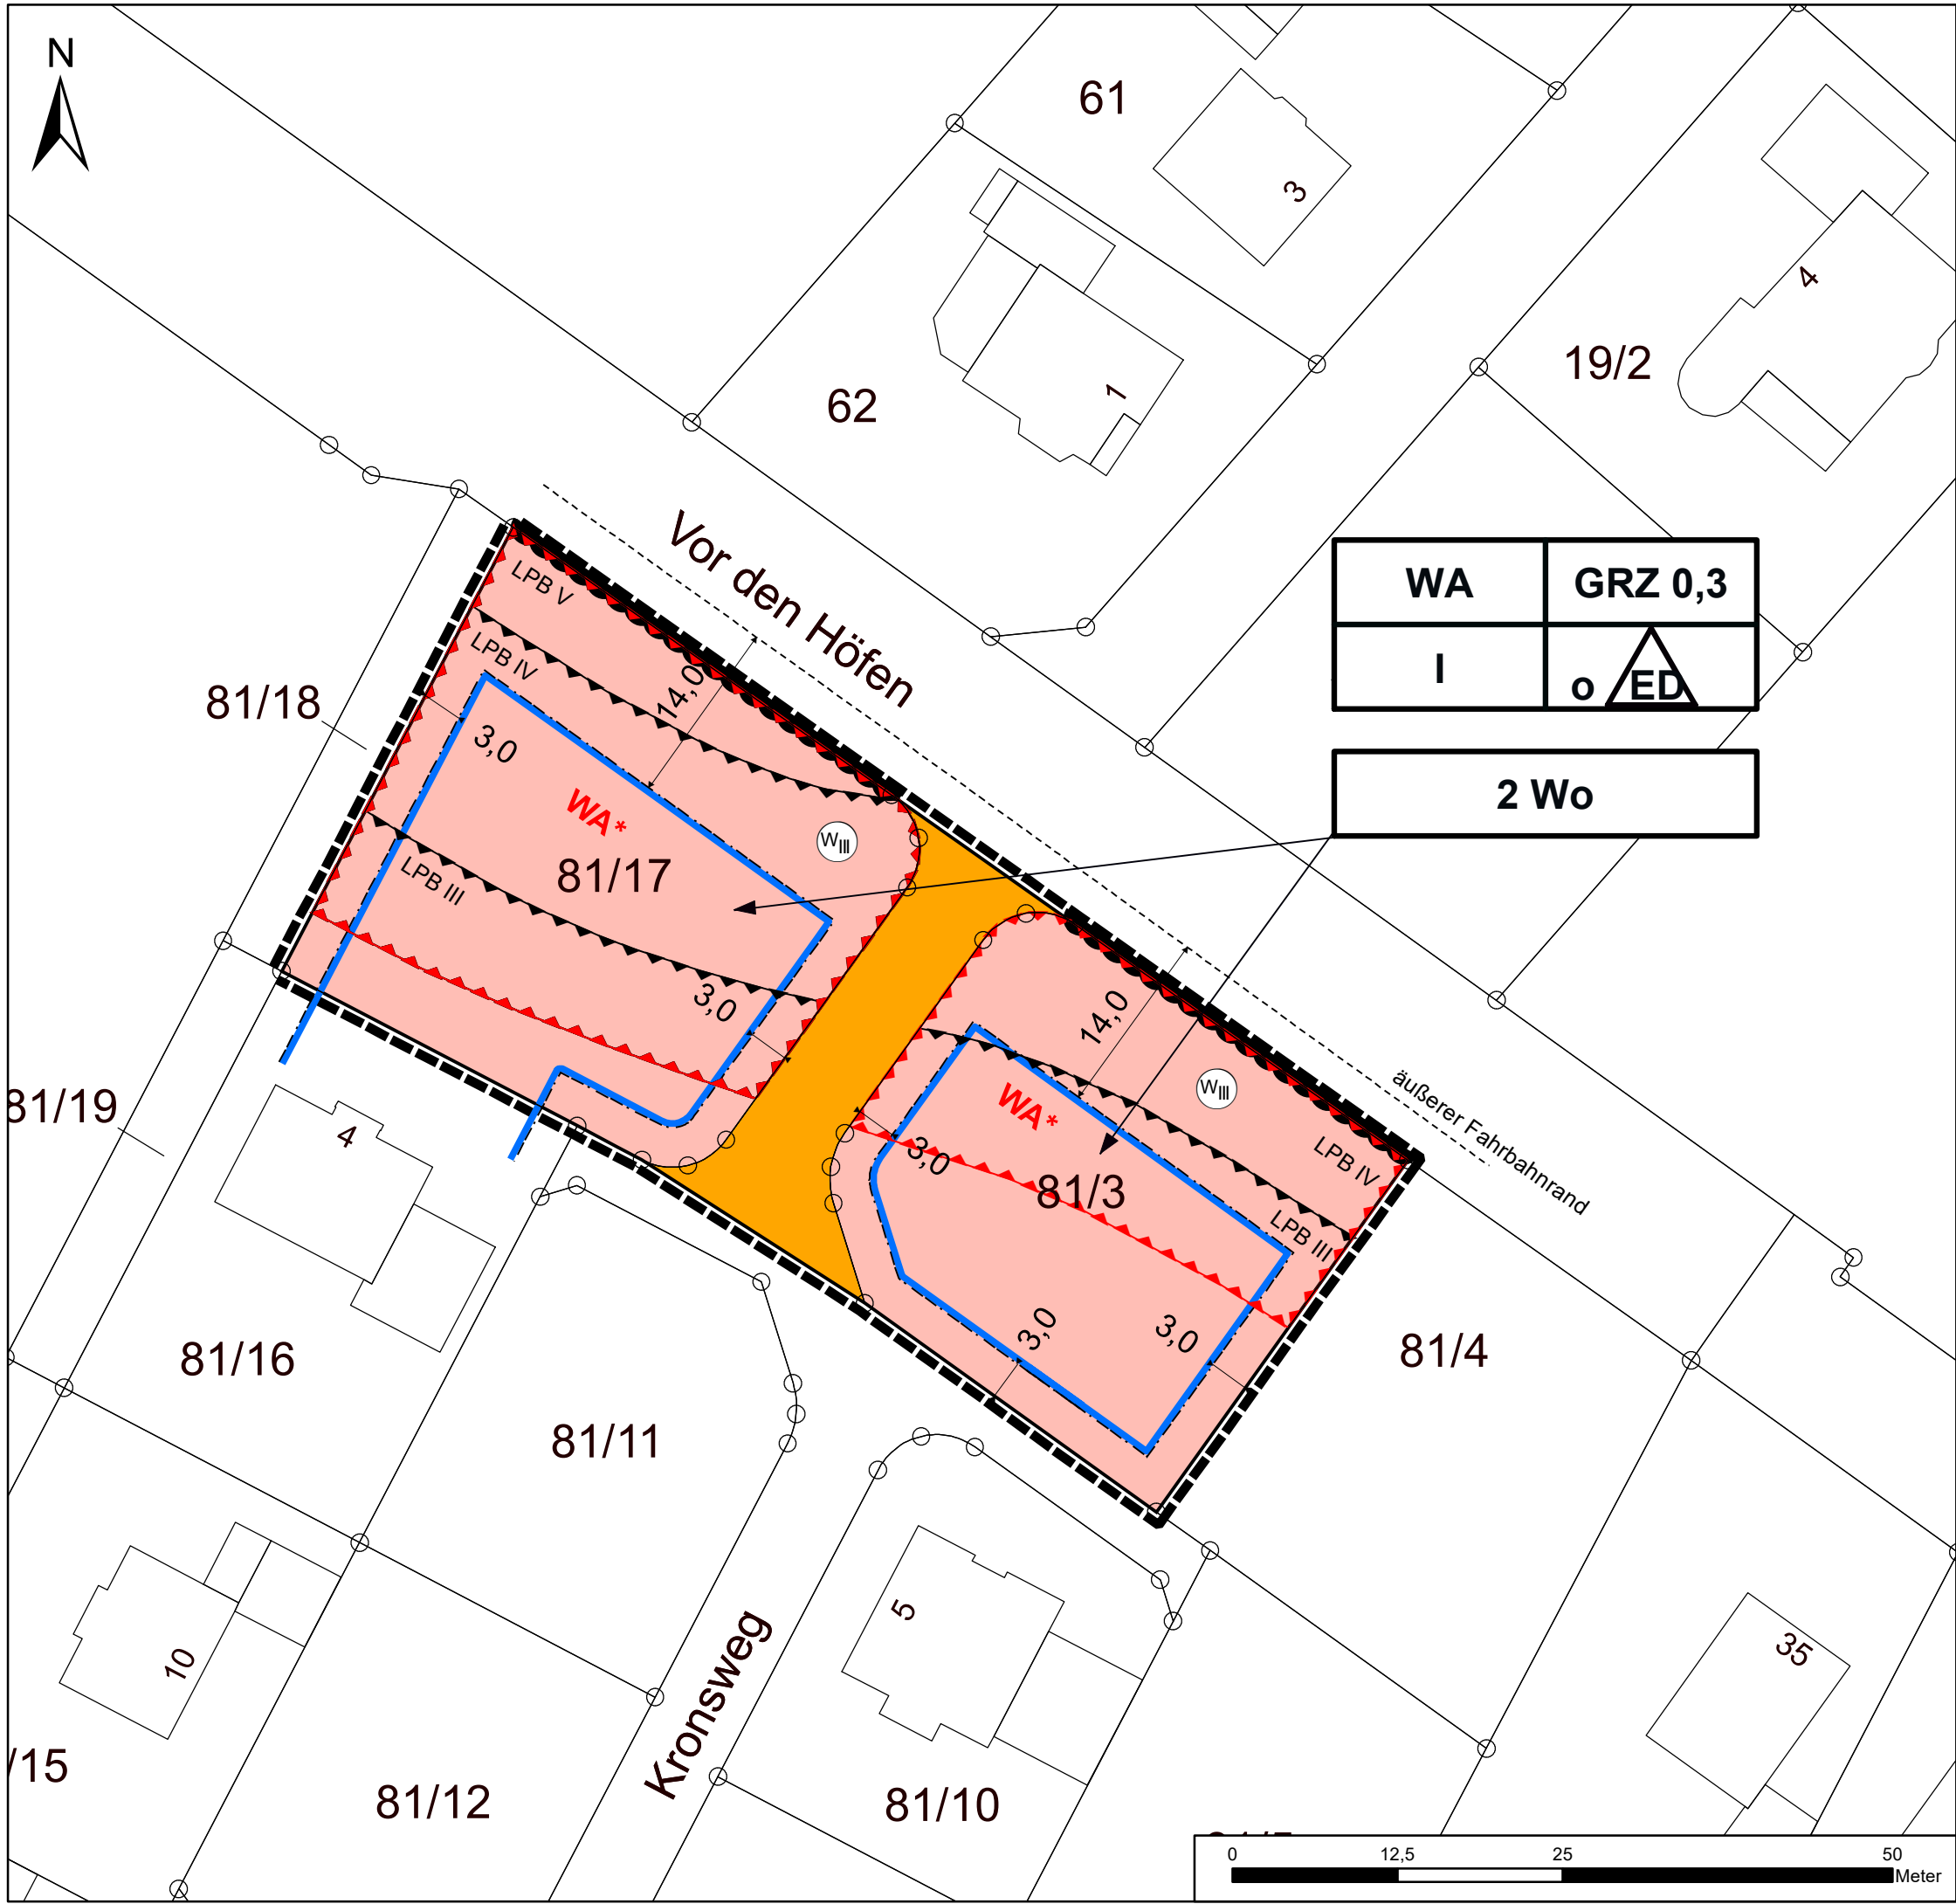 N
61
3
4
19/2
62
1
Vor den Höfen
WA
GRZ 0,3
I
o
ED
2 Wo
LPB V
LPB IV
14,0
81/18
3,0
WA*
WIII
81/17
LPB III
3,0
14,0
WIII
WA*
äußerer Fahrbahnrand
81/19
4
3,0
LPB IV
81/3
LPB III
3,0
3,0
81/4
81/16
81/11
5
10
35
Kronsweg
/15
81/12
81/10
0
12,5
25
50
Meter